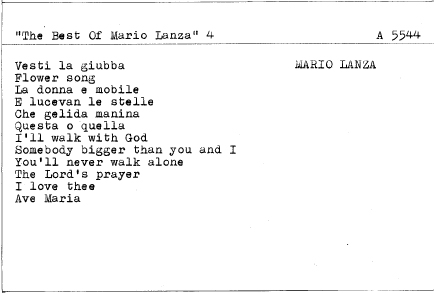 "The Best Of Mario Lanza" 4 A 5544
Vesti la giubba MARIO LANZA
Flower song
La donna e mobile
E lucevan le stelle
Che gelida manina
Questa o quella
I'll walk with God
Somebody bigger than you and I
You'll never walk alone
The Lord's prayer
I love thee
Ave Maria